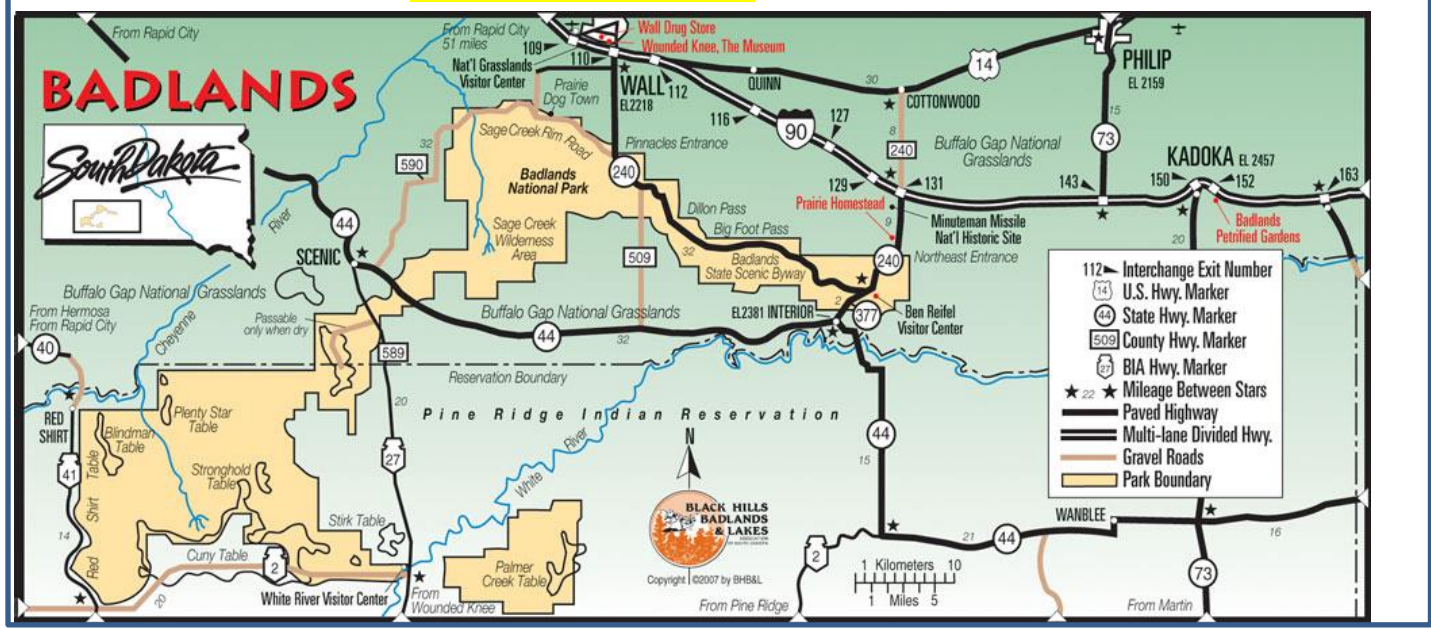 From Rapid City
BADLANDS
South Dakota
From Rapid City
51 miles
109
110
Nat'l Grasslands
Visitor Center
Wall Drug Store
Wounded Knee, The Museum
WALL
EL2218
112
QUINN
30
COTTONWOOD
14
PHILIP
EL 2159
15
73
116
90
127
8
240
Buffalo Gap National
Grasslands
129
131
143
KADOKA EL 2457
150
152
163
Prairie
Dog Town
Sage Creek Rim Road
Pinnacles Entrance
32
590
240
Badlands
National Park
Sage Creek
Wilderness
Area
Dillon Pass
Big Foot Pass
32
Badlands
State Scenic Byway
Prairie Homestead
9
Minuteman Missile
Nat'l Historic Site
240
Northeast Entrance
Badlands
Petrified Gardens
20
River
44
SCENIC
509
Buffalo Gap National Grasslands
From Hermosa
From Rapid City
40
Cheyenne
Passable
only when dry
Buffalo Gap National Grasslands
44
32
EL2381 INTERIOR
2
377
Ben Reifel
Visitor Center
589
Reservation Boundary
20
Pine Ridge Indian Reservation
RED
SHIRT
41
14
Red Shirt Table
Blindman
Table
Plenty Star
Table
Stronghold
Table
Stirk Table
27
White River
N
44
15
BLACK HILLS
BADLANDS
& LAKES
ASSOCIATION
OF SOUTH DAKOTA
Copyright ©2007 by BHB&L
Cuny Table
2
20
White River Visitor Center
From
Wounded Knee
Palmer
Creek Table
2
From Pine Ridge
21
44
WANBLEE
16
73
From Martin
1 Kilometers 10
1 Miles 5
112 Interchange Exit Number
14 U.S. Hwy. Marker
44 State Hwy. Marker
509 County Hwy. Marker
27 BIA Hwy. Marker
★ 22 ★ Mileage Between Stars
Paved Highway
Multi-lane Divided Hwy.
Gravel Roads
Park Boundary